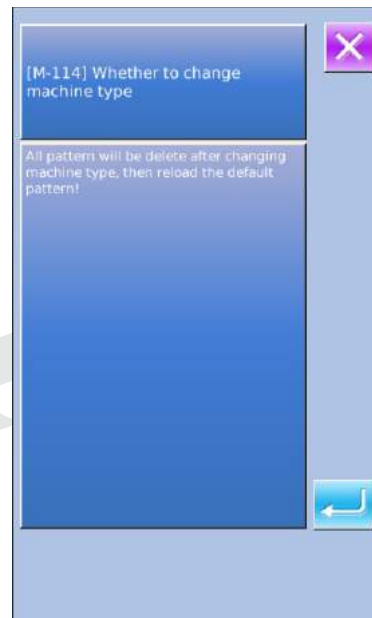 [M-114] Whether to change
machine type
All pattern will be delete after changing
machine type, then reload the default
pattern!